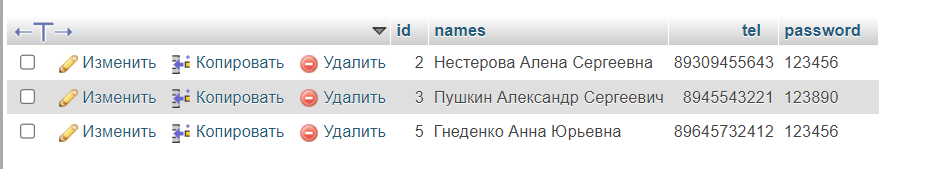 id names tel password
Изменить Копировать Удалить 2 Нестерова Алена Сергеевна 89309455643 123456
Изменить Копировать Удалить 3 Пушкин Александр Сергеевич 8945543221 123890
Изменить Копировать Удалить 5 Гнеденко Анна Юрьевна 89645732412 123456